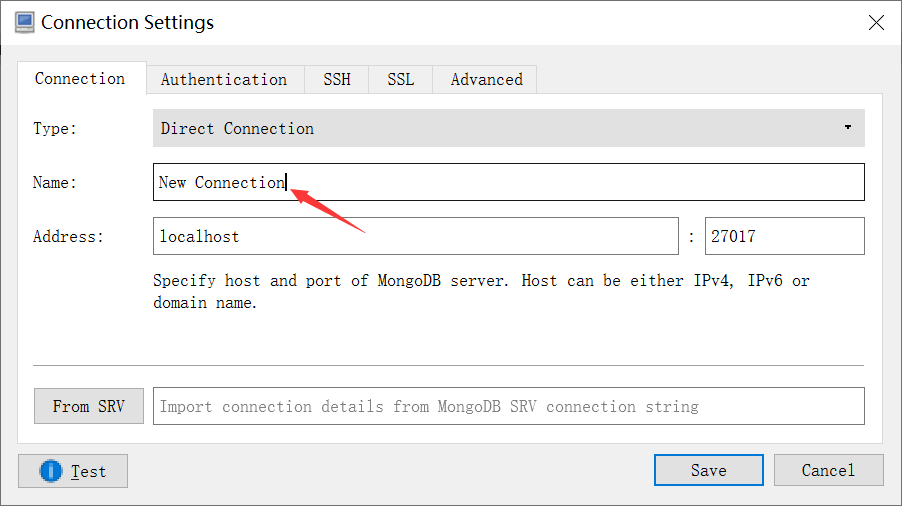 Connection Settings
Connection Authentication SSH SSL Advanced
Type: Direct Connection
Name: New Connection
Address: localhost : 27017
Specify host and port of MongoDB server. Host can be either IPv4, IPv6 or
domain name.
From SRV Import connection details from MongoDB SRV connection string
Test Save Cancel